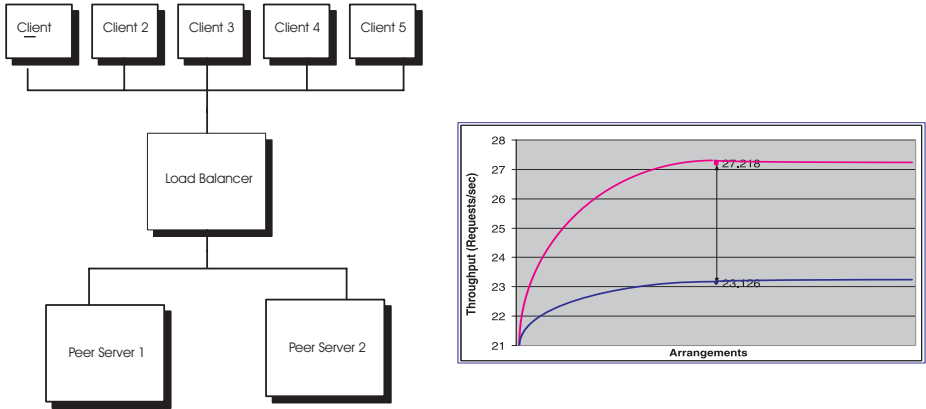 Client
Client 2
Client 3
Client 4
Client 5
Load Balancer
Peer Server 1
Peer Server 2
Throughput (Requests/sec)
28
27
26
25
24
23
22
21
27.218
23.126
Arrangements